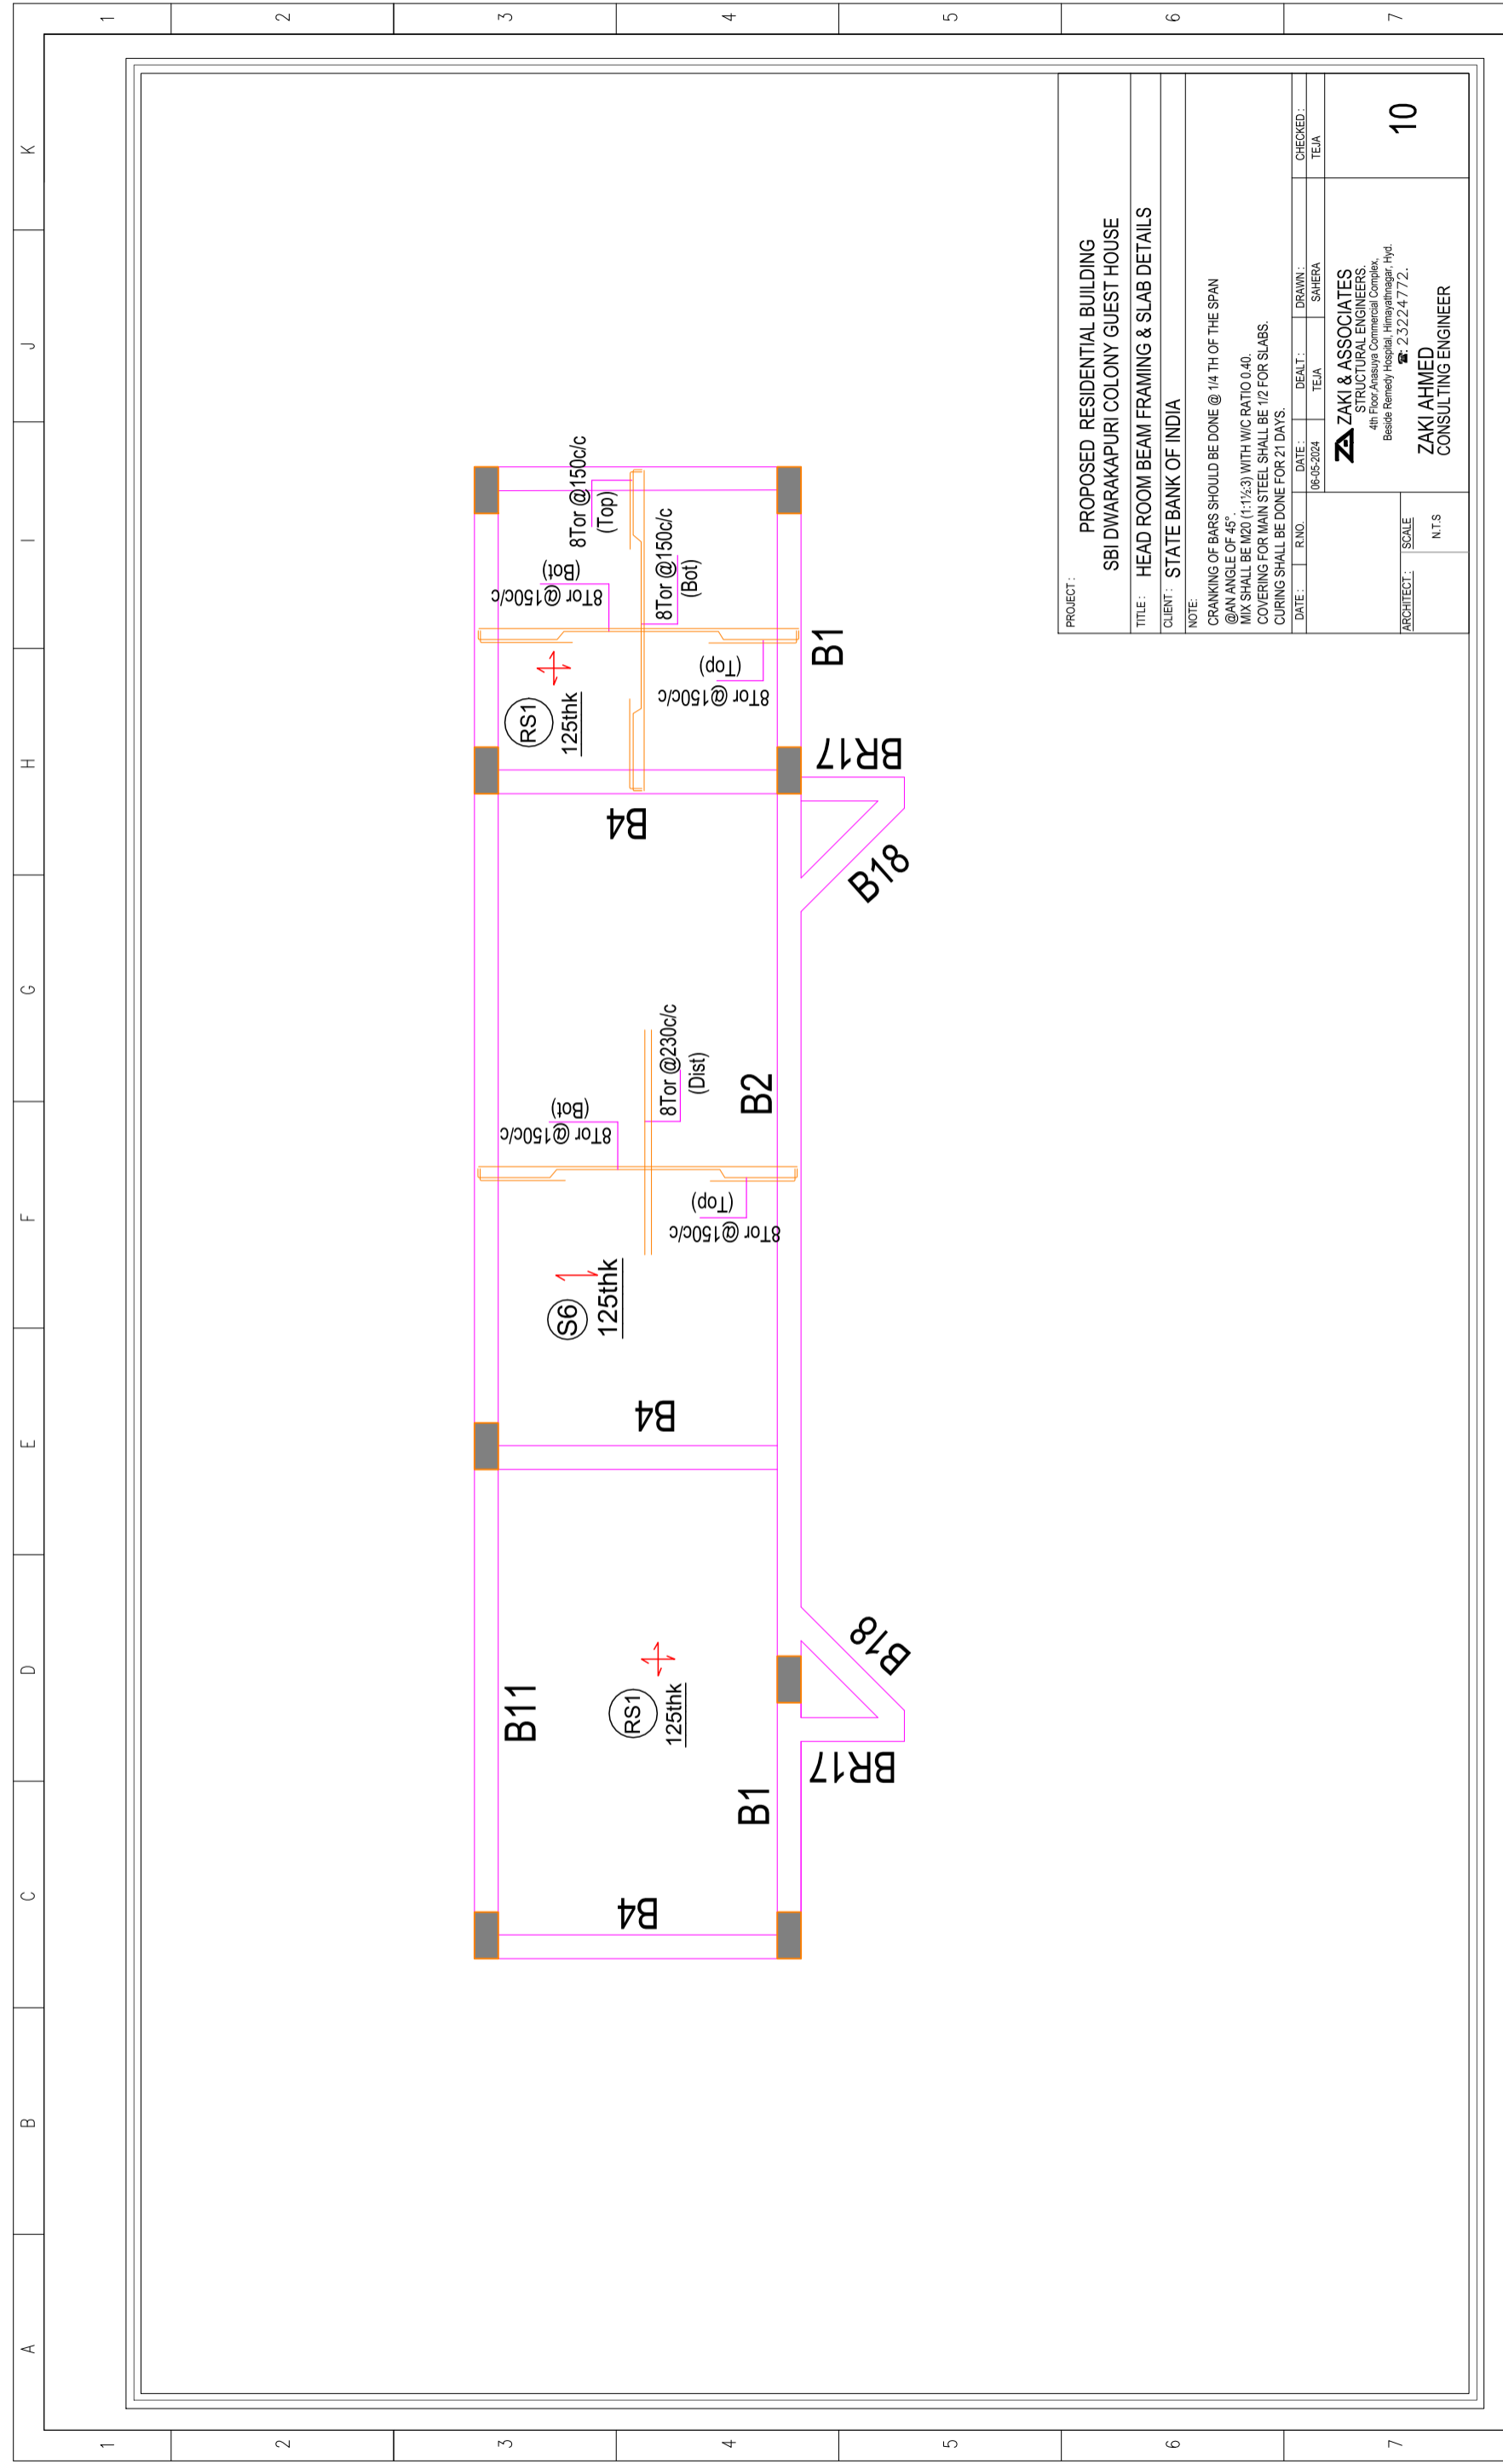 A
B
C
D
E
F
G
H
I
J
K
1
2
3
4
5
6
7
1
2
3
4
5
6
7
B4
B11
B1
RS1
125thk
BR17
B18
B4
S6
125thk
8Tor @150c/c
(Bot)
8Tor @150c/c
(Top)
8Tor @230c/c
(Dist)
B2
B4
B18
BR17
RS1
125thk
8Tor @150c/c
(Bot)
8Tor @150c/c
(Top)
8Tor @150c/c
(Top)
8Tor @150c/c
(Bot)
B1
PROJECT :
PROPOSED RESIDENTIAL BUILDING
SBI DWARAKAPURI COLONY GUEST HOUSE
TITLE : HEAD ROOM BEAM FRAMING & SLAB DETAILS
CLIENT : STATE BANK OF INDIA
NOTE:
CRANKING OF BARS SHOULD BE DONE @ 1/4 TH OF THE SPAN
@AN ANGLE OF 45°.
MIX SHALL BE M20 (1:1½:3) WITH W/C RATIO 0.40.
COVERING FOR MAIN STEEL SHALL BE 1/2 FOR SLABS.
CURING SHALL BE DONE FOR 21 DAYS.
DATE : R.NO. DATE : DEALT : DRAWN : CHECKED :
06-05-2024 TEJA SAHERA TEJA
ZA ZAKI & ASSOCIATES
STRUCTURAL ENGINEERS.
4th Floor,Anasuya Commercial Complex,
Beside Remedy Hospital, Himayathnagar, Hyd.
☎: 23224772.
ZAKI AHMED
CONSULTING ENGINEER
ARCHITECT : SCALE
N.T.S
10